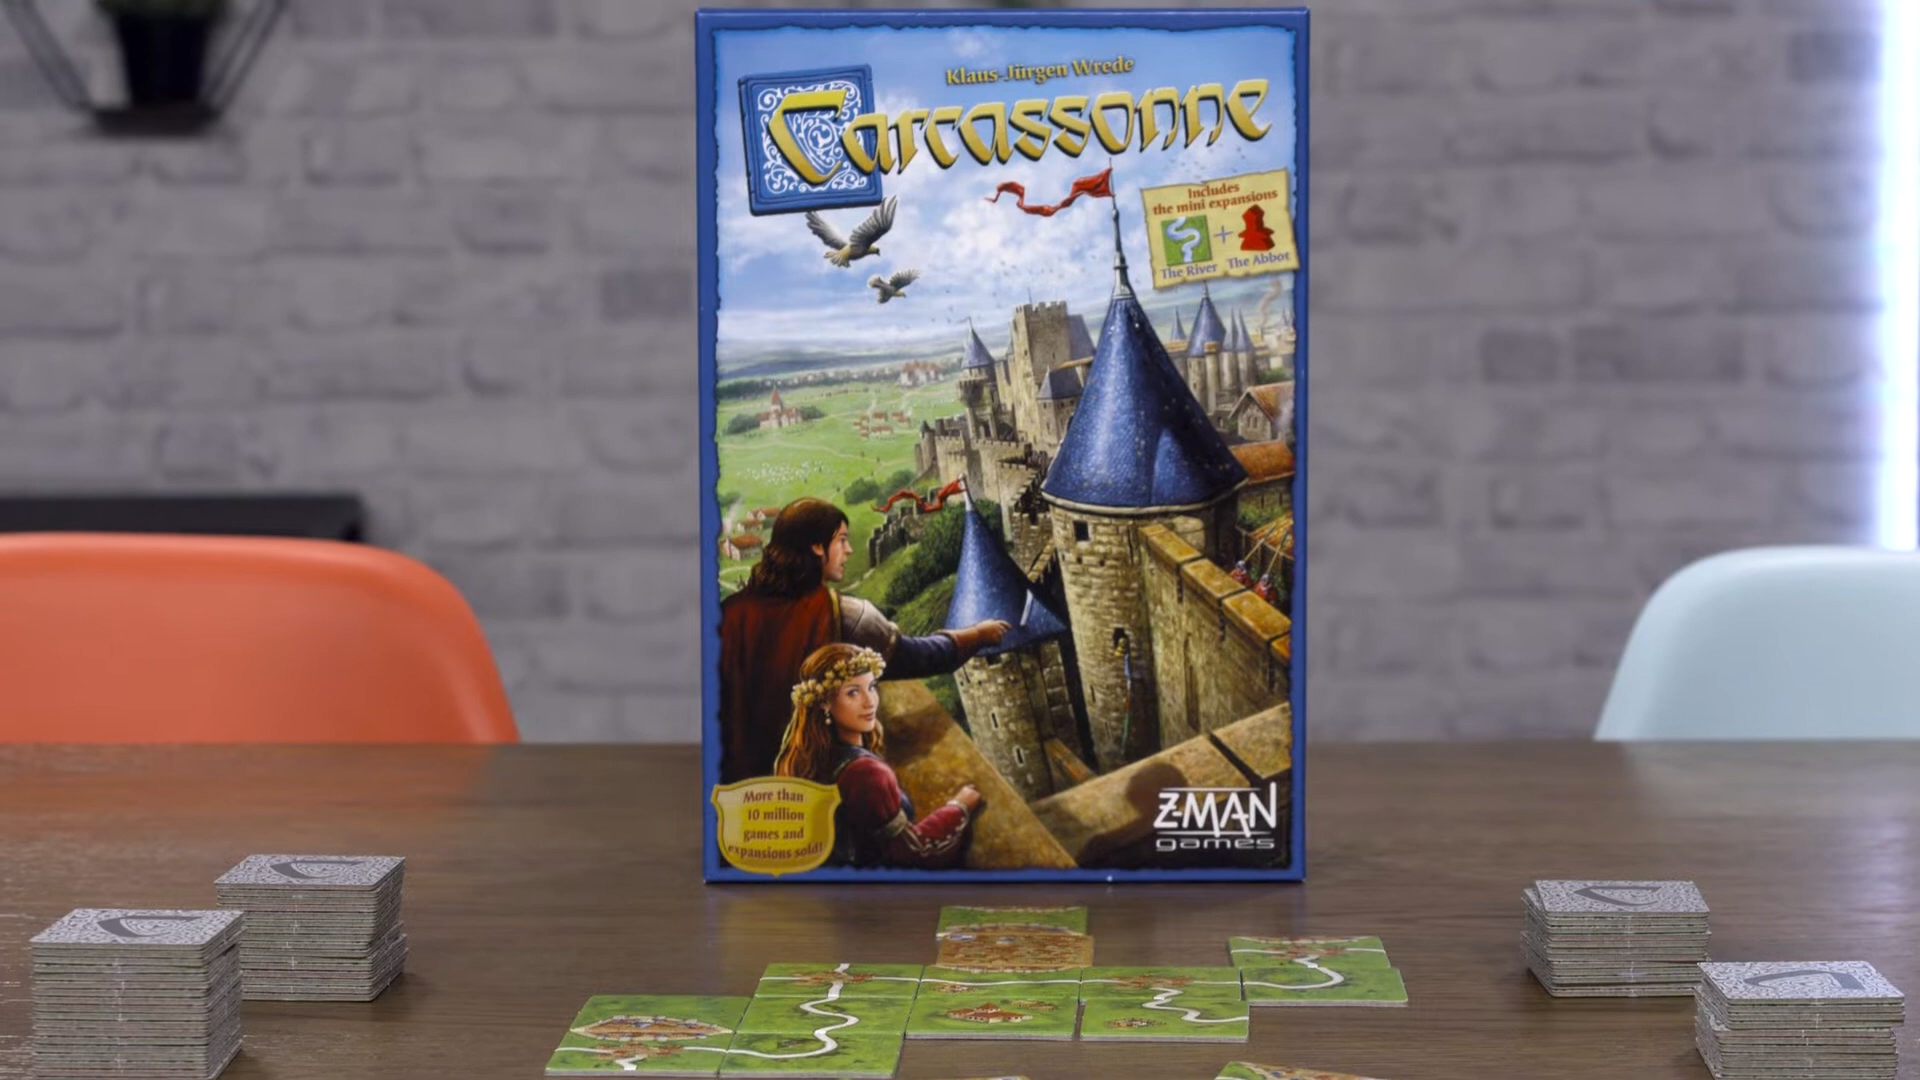 Klaus-Jürgen Wrede
Carcassonne
Includes
the mini expansions
The River + The Abbot
More than
10 million
games and
expansions sold!
Z-MAN
games